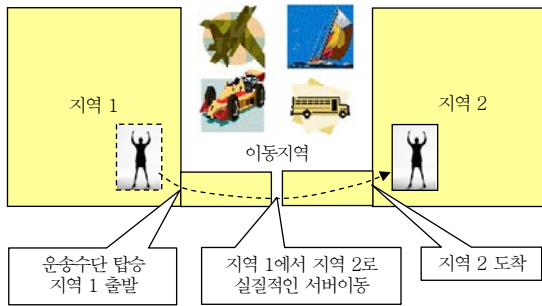 지역 1
지역 2
이동지역
운송수단 탑승
지역 1 출발
지역 1에서 지역 2로
실질적인 서버이동
지역 2 도착